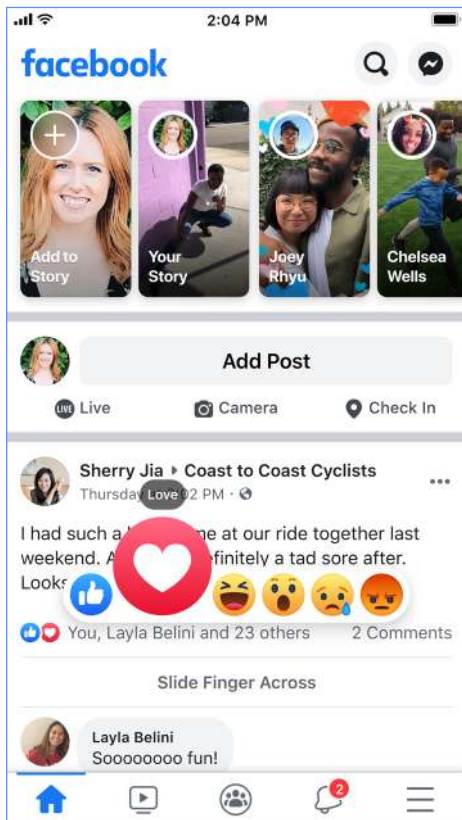 2:04 PM
facebook
Add to
Story
Your
Story
Joey
Rhyu
Chelsea
Wells
Add Post
LIVE Live
Camera
Check In
Sherry Jia ▸ Coast to Coast Cyclists
Love
Thursday 02 PM ·
I had such a me at our ride together last
weekend. A finitely a tad sore after.
Looks
You, Layla Belini and 23 others 2 Comments
Slide Finger Across
Layla Belini
Soooooooo fun!
2